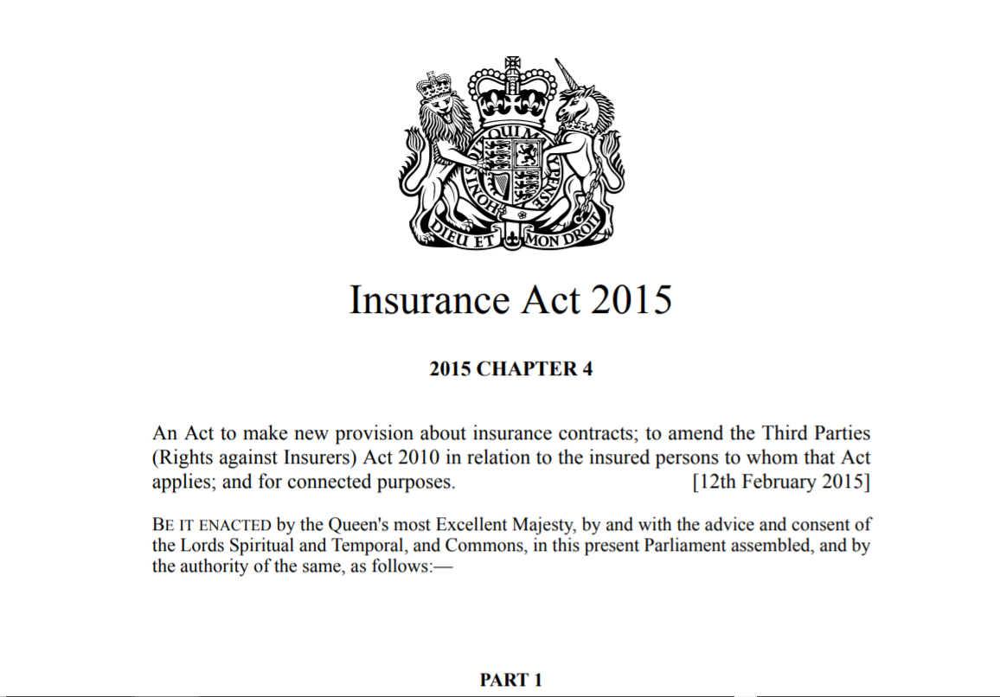 QUI M
HONI S
Y PENSE
DIEU ET MON DROIT
Insurance Act 2015
2015 CHAPTER 4
An Act to make new provision about insurance contracts; to amend the Third Parties
(Rights against Insurers) Act 2010 in relation to the insured persons to whom that Act
applies; and for connected purposes. [12th February 2015]
BE IT ENACTED by the Queen's most Excellent Majesty, by and with the advice and consent of
the Lords Spiritual and Temporal, and Commons, in this present Parliament assembled, and by
the authority of the same, as follows:—
PART 1